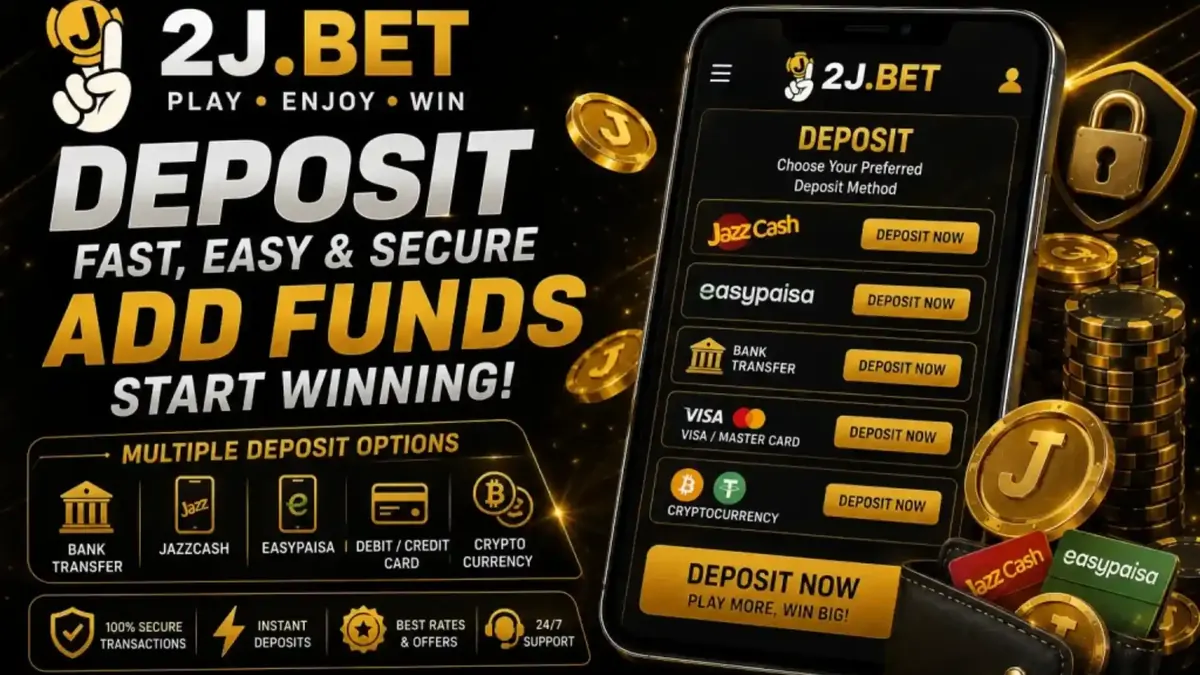 2J.BET
PLAY • ENJOY • WIN
DEPOSIT
FAST, EASY & SECURE
ADD FUNDS
START WINNING!
MULTIPLE DEPOSIT OPTIONS
BANK
TRANSFER
Jazz
JAZZCASH
e
EASYPAISA
DEBIT / CREDIT
CARD
CRYPTO
CURRENCY
100% SECURE
TRANSACTIONS
INSTANT
DEPOSITS
BEST RATES
& OFFERS
24/7
SUPPORT
2J.BET
DEPOSIT
Choose Your Preferred
Deposit Method
JazzCash
DEPOSIT NOW
easypaisa
DEPOSIT NOW
BANK
TRANSFER
DEPOSIT NOW
VISA
VISA / MASTER CARD
DEPOSIT NOW
CRYPTOCURRENCY
DEPOSIT NOW
DEPOSIT NOW
PLAY MORE, WIN BIG!
J
J
J
Jazz Cash
easypaisa
J